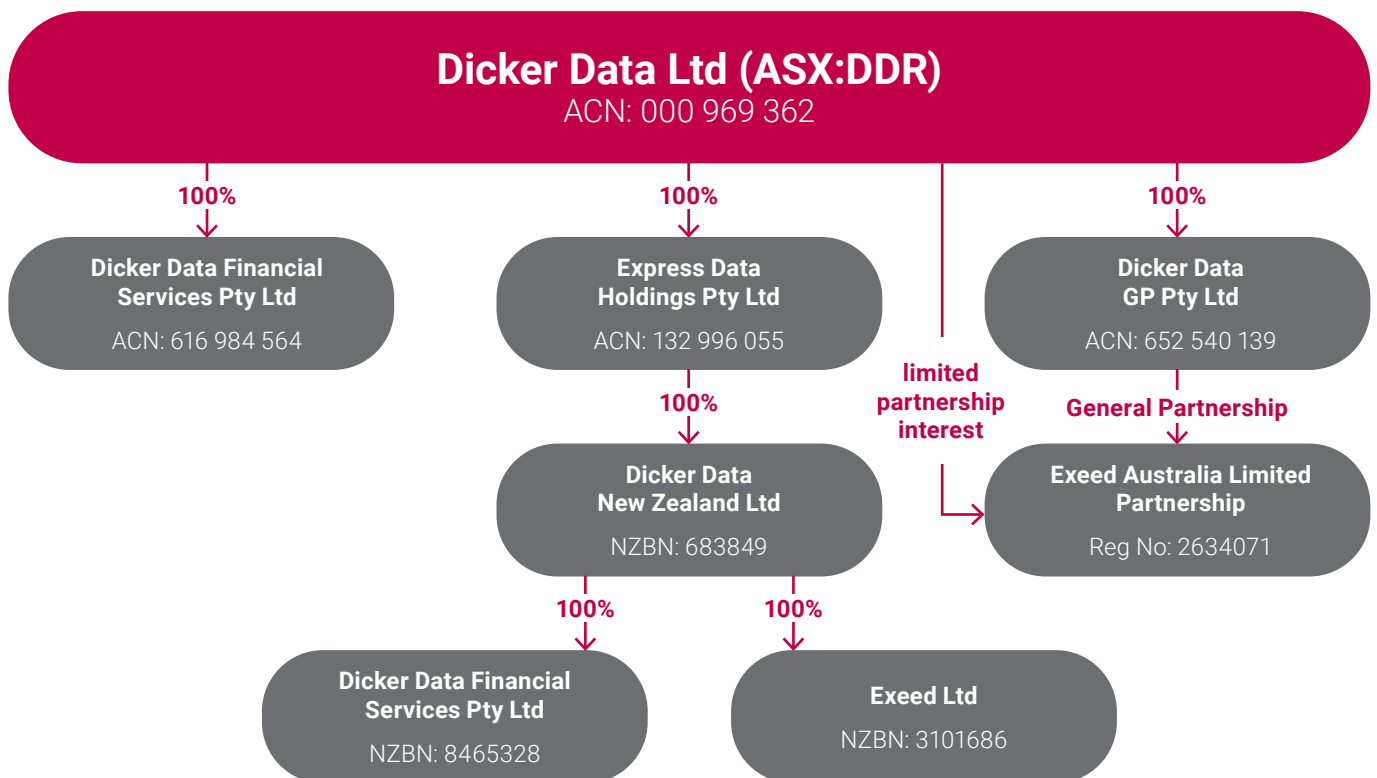 Dicker Data Ltd (ASX:DDR)
ACN: 000 969 362
100%
100%
100%
Dicker Data Financial
Services Pty Ltd
ACN: 616 984 564
Express Data
Holdings Pty Ltd
ACN: 132 996 055
Dicker Data
GP Pty Ltd
ACN: 652 540 139
limited
partnership
interest
100%
General Partnership
Dicker Data
New Zealand Ltd
NZBN: 683849
Exeed Australia Limited
Partnership
Reg No: 2634071
100%
100%
Dicker Data Financial
Services Pty Ltd
NZBN: 8465328
Exeed Ltd
NZBN: 3101686